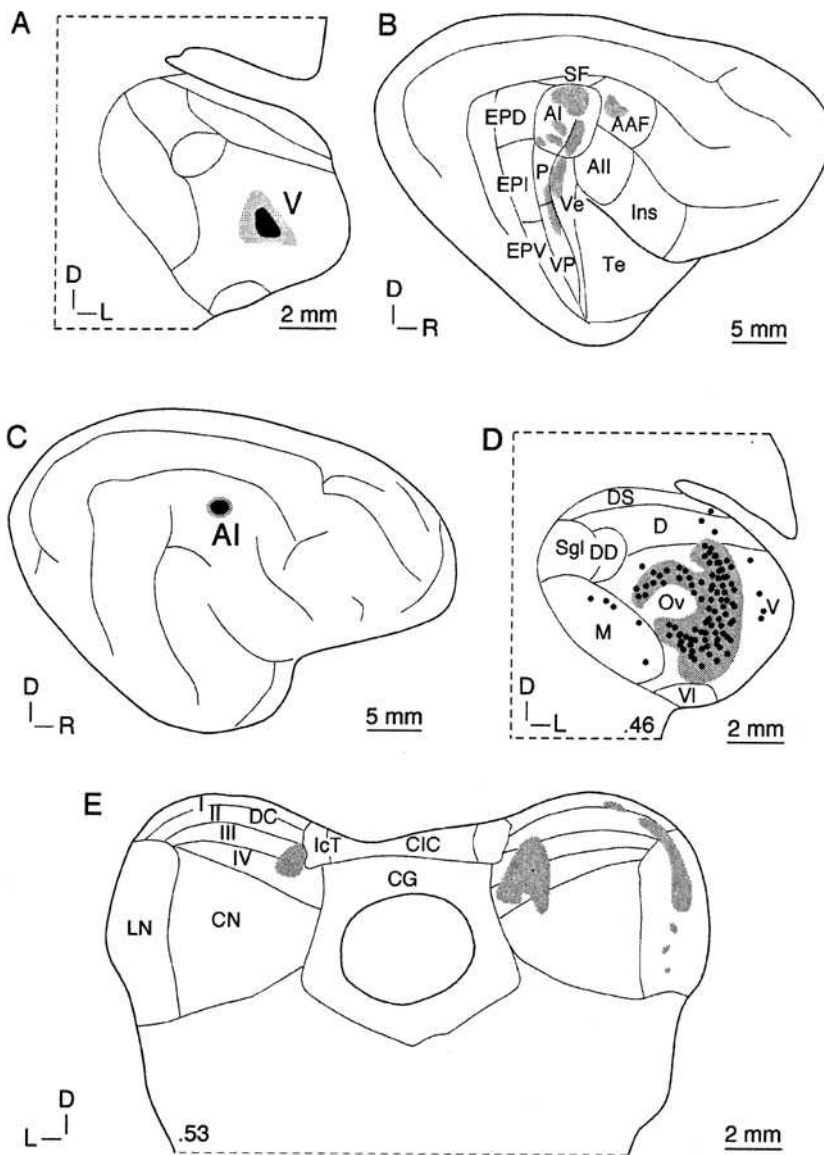 A
V
D
L
2 mm
B
SF
EPD
AI
AAF
EPI
P
AII
Ve
Ins
EPV
VP
Te
D
R
5 mm
C
AI
D
R
5 mm
D
DS
D
Sgl
DD
Ov
V
M
Vl
D
L
.46
2 mm
E
I
II
DC
III
IcT
CIC
IV
CG
LN
CN
D
L
.53
2 mm